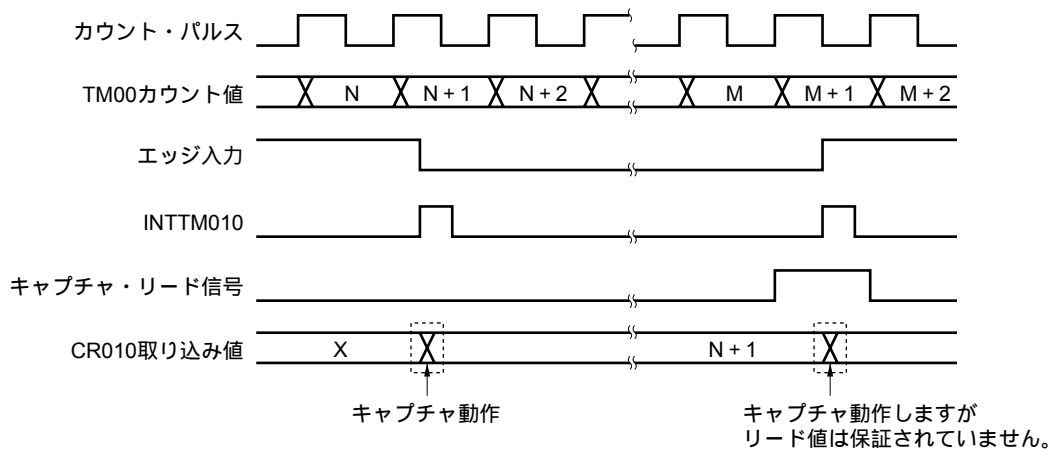 カウント・パルス
TM00カウント値 N N + 1 N + 2 M M + 1 M + 2
エッジ入力
INTTM010
キャプチャ・リード信号
CR010取り込み値 X N + 1
キャプチャ動作
キャプチャ動作しますが
リード値は保証されていません。